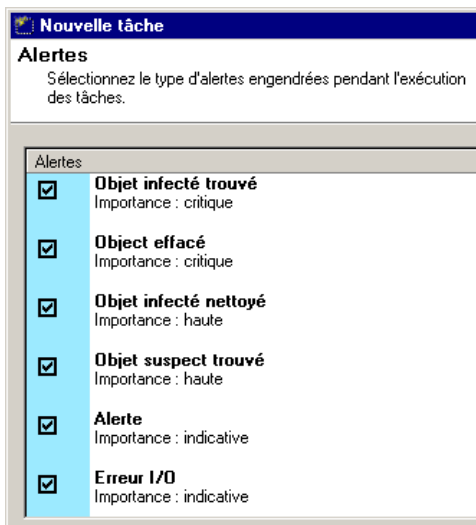 Nouvelle tâche
Alertes
Sélectionnez le type d'alertes engendrées pendant l'exécution
des tâches.
Alertes
Objet infecté trouvé
Importance : critique
Object effacé
Importance : critique
Objet infecté nettoyé
Importance : haute
Objet suspect trouvé
Importance : haute
Alerte
Importance : indicative
Erreur I/O
Importance : indicative